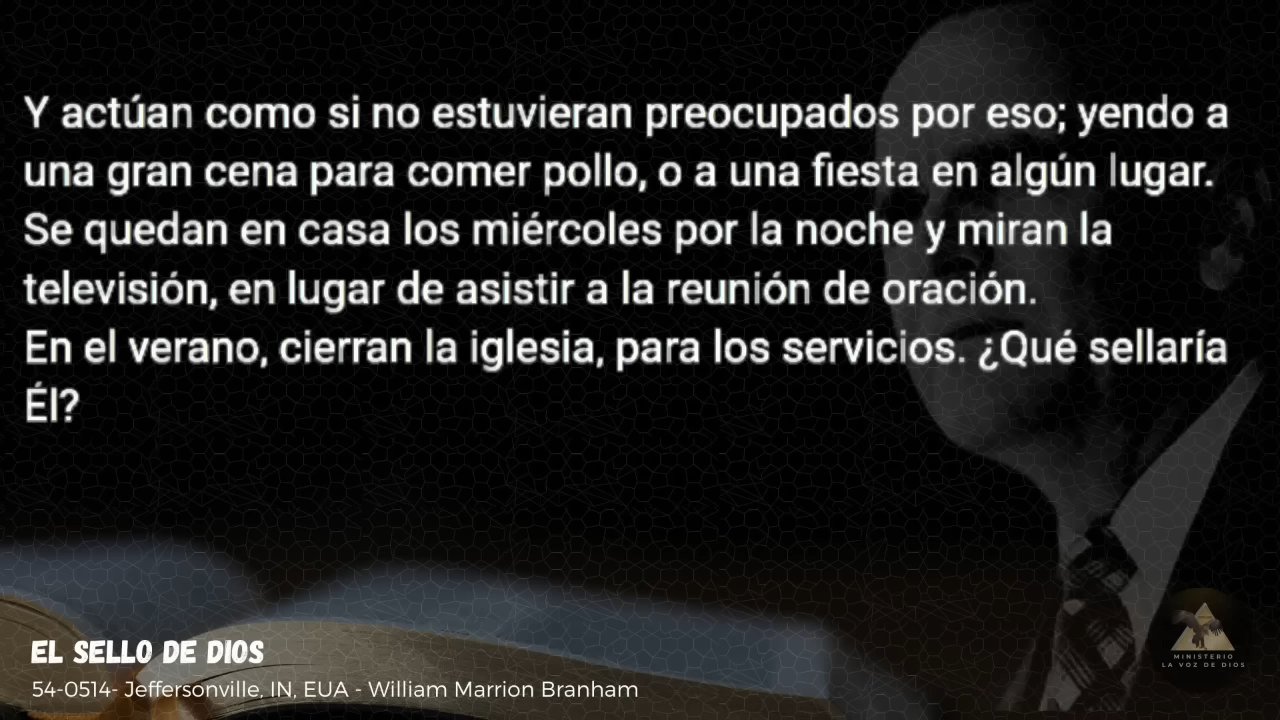 Y actúan como si no estuvieran preocupados por eso; yendo a
una gran cena para comer pollo, o a una fiesta en algún lugar.
Se quedan en casa los miércoles por la noche y miran la
televisión, en lugar de asistir a la reunión de oración.
En el verano, cierran la iglesia, para los servicios. ¿Qué sellaría
Él?
EL SELLO DE DIOS
54-0514- Jeffersonville, IN, EUA - William Marrion Branham
MINISTERIO
LA VOZ DE DIOS